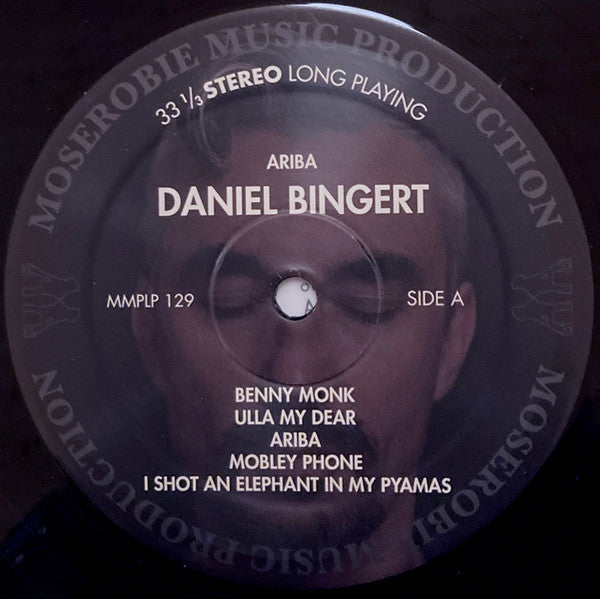 MOSEROBIE MUSIC PRODUCTION
33 1/3 STEREO LONG PLAYING
ARIBA
DANIEL BINGERT
MMPLP 129
SIDE A
BENNY MONK
ULLA MY DEAR
ARIBA
MOBLEY PHONE
I SHOT AN ELEPHANT IN MY PYAMAS
MOSEROBIE MUSIC PRODUCTION